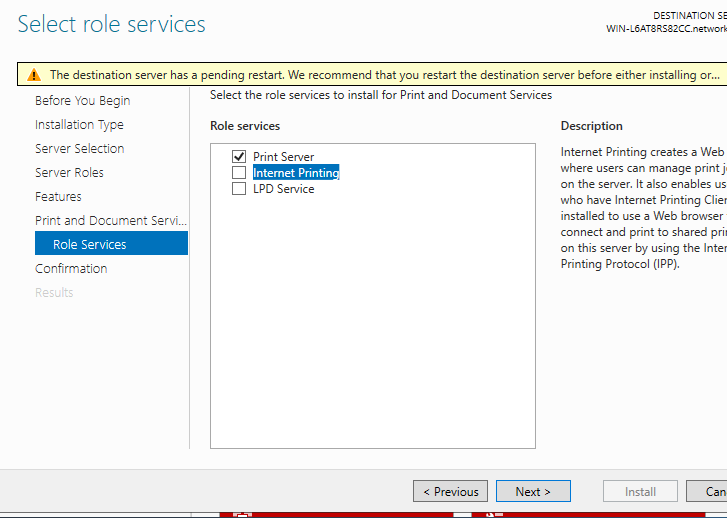 Select role services
DESTINATION SE
WIN-L6AT8RS82CC.network
The destination server has a pending restart. We recommend that you restart the destination server before either installing or...
Before You Begin
Installation Type
Server Selection
Server Roles
Features
Print and Document Servi...
Role Services
Confirmation
Results
Select the role services to install for Print and Document Services
Role services
Print Server
Internet Printing
LPD Service
Description
Internet Printing creates a Web
where users can manage print j
on the server. It also enables us
who have Internet Printing Clien
installed to use a Web browser
connect and print to shared prin
on this server by using the Inter
Printing Protocol (IPP).
< Previous
Next >
Install
Can